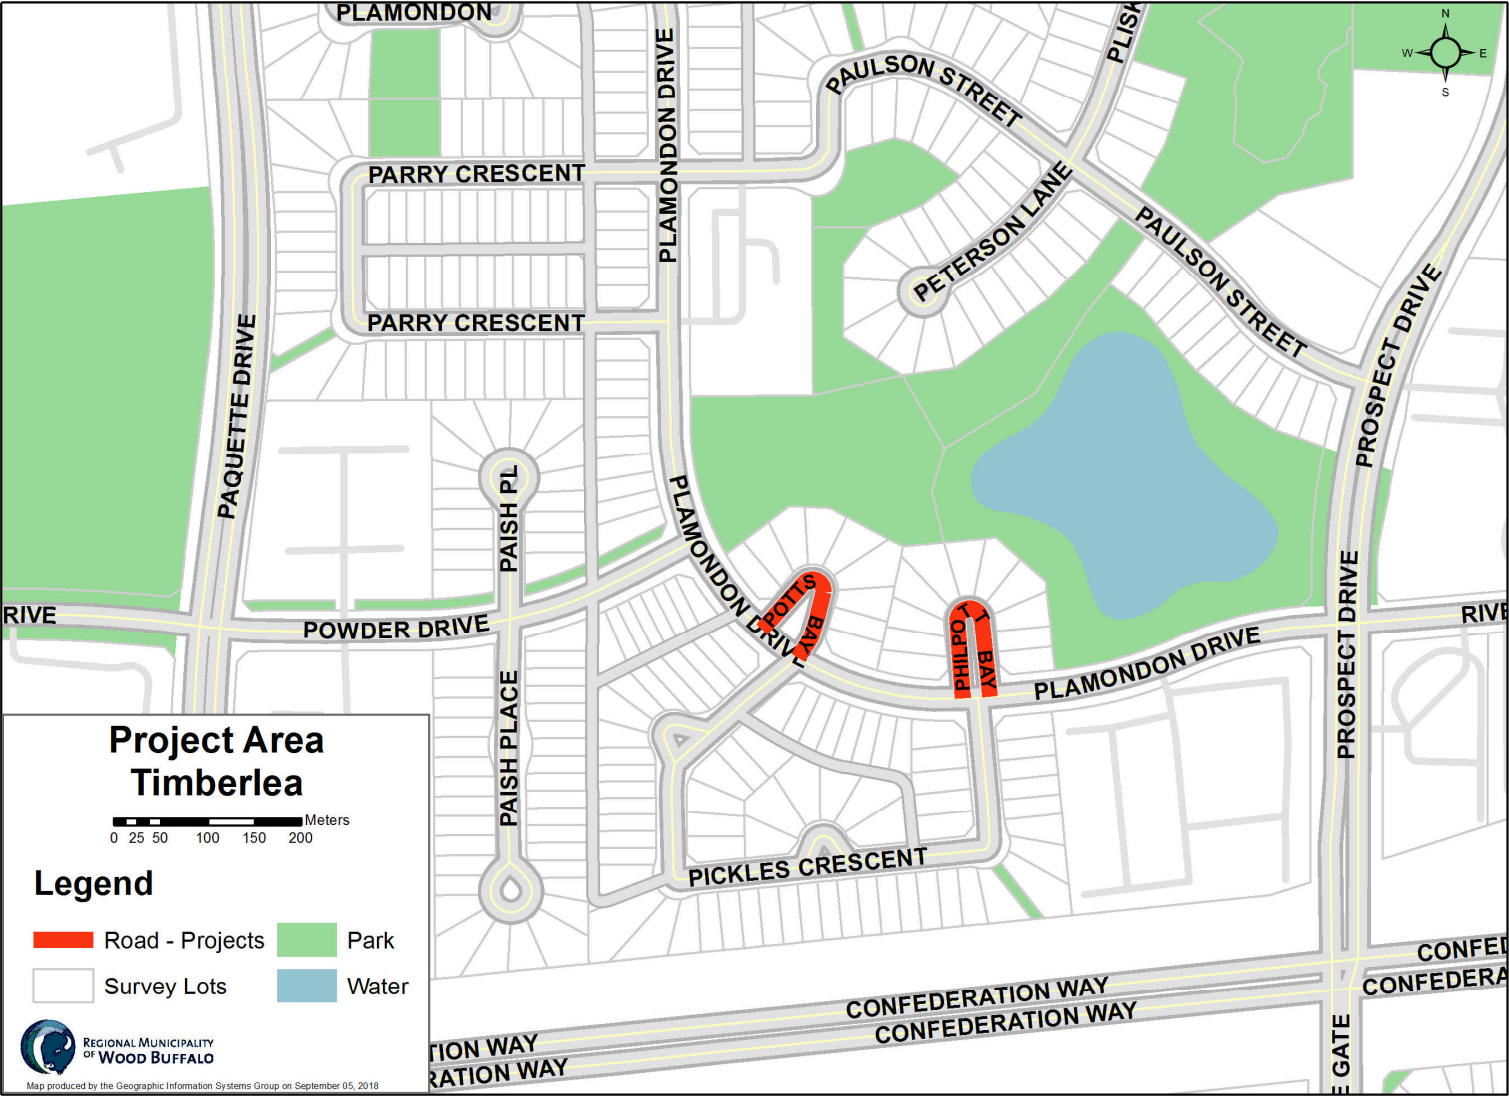 PLAMONDON
PLAMONDON DRIVE
PLISK
N
W E
S
PAULSON STREET
PARRY CRESCENT
PETERSON LANE
PAULSON STREET
PARRY CRESCENT
PAQUETTE DRIVE
PROSPECT DRIVE
PAISH PL
PLAMONDON DRIVE
POTTS BAY
PHILPOTT BAY
RIVE
POWDER DRIVE
PLAMONDON DRIVE
PROSPECT DRIVE
RIVE
PAISH PLACE
PICKLES CRESCENT
CONFED
CONFEDERA
CONFEDERATION WAY
CONFEDERATION WAY
TION WAY
RATION WAY
E GATE
Project Area
Timberlea
Meters
0 25 50 100 150 200
Legend
Road - Projects
Park
Survey Lots
Water
REGIONAL MUNICIPALITY
OF WOOD BUFFALO
Map produced by the Geographic Information Systems Group on September 05, 2018